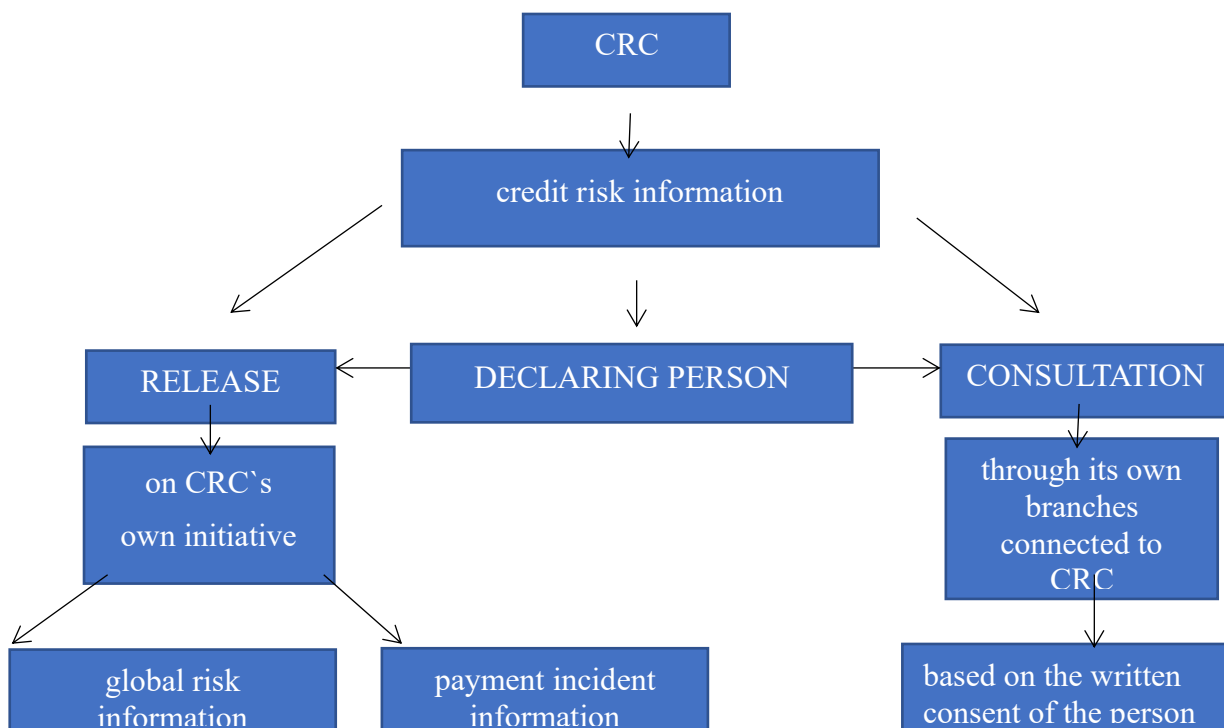 CRC
credit risk information
RELEASE
DECLARING PERSON
CONSULTATION
on CRC`s
own initiative
through its own
branches
connected to
CRC
global risk
information
payment incident
information
based on the written
consent of the person